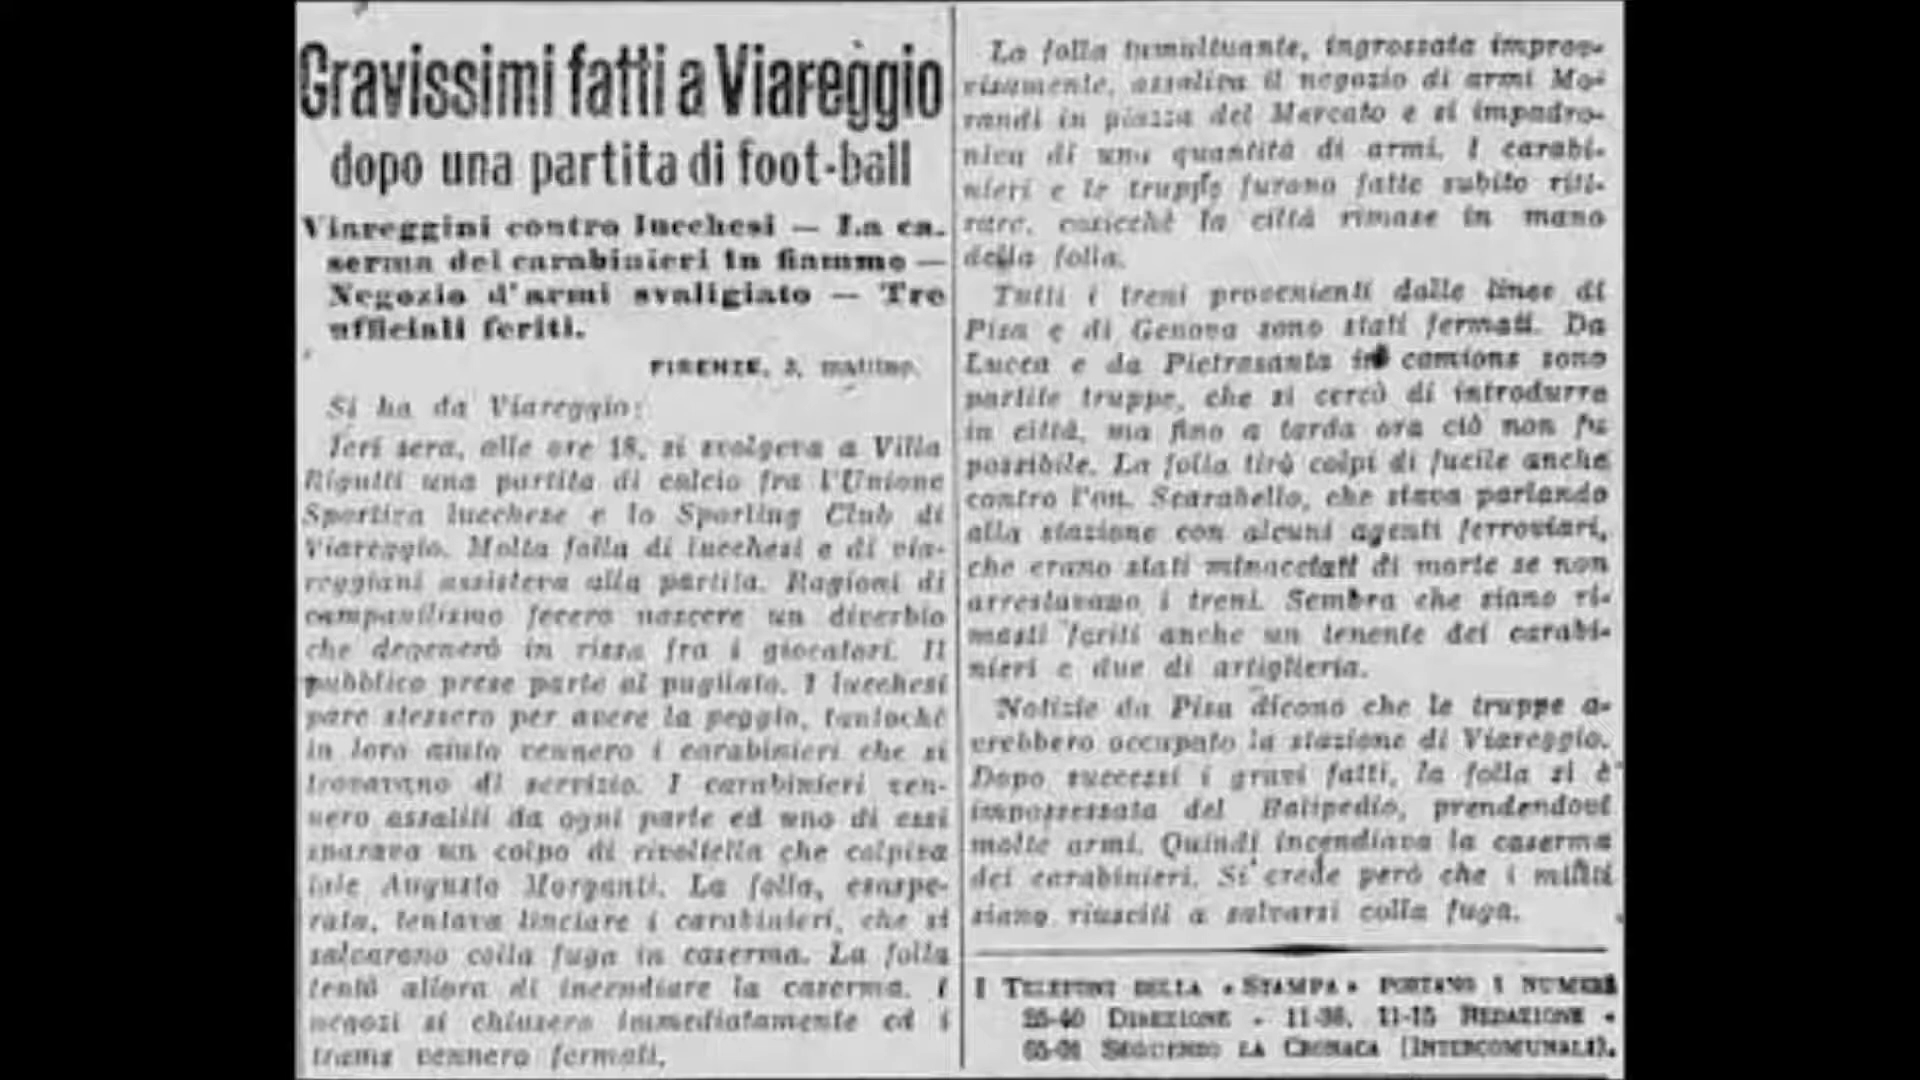 Gravissimi fatti a Viareggio
dopo una partita di foot-ball
Viareggini contro lucchesi — La ca-
serma dei carabinieri in fiamme —
Negozio d'armi svaligiato — Tre
ufficiali feriti.
FIRENZE, 3, mattino.
Si ha da Viareggio:
Ieri sera, alle ore 18, si svolgeva a Villa
Rigutti una partita di calcio fra l'Unione
Sportiva lucchese e lo Sporting Club di
Viareggio. Molta folla di lucchesi e di via-
reggiani assisteva alla partita. Ragioni di
campanilismo fecero nascere un diverbio
che degenerò in rissa fra i giocatori. Il
pubblico prese parte al pugilato. I lucchesi
pare stessero per avere la peggio, tantochè
in loro aiuto vennero i carabinieri che si
trovavano di servizio. I carabinieri ven-
nero assaliti da ogni parte ed uno di essi
sparava un colpo di rivoltella che colpiva
tale Augusto Morganti. La folla, esaspe-
rata, tentava linciare i carabinieri, che si
salvarono colla fuga in caserma. La folla
tentò allora di incendiare la caserma. I
negozi si chiusero immediatamente ed i
trams vennero fermati.
La folla tumultuante, ingrossata improv-
visamente, assaliva il negozio di armi Mo-
randi in piazza del Mercato e si impadro-
niva di una quantità di armi. I carabi-
nieri e le truppe furono fatte subito riti-
rare, cosicchè la città rimase in mano
della folla.
Tutti i treni provenienti dalle linee di
Pisa e di Genova sono stati fermati. Da
Lucca e da Pietrasanta in camions sono
partite truppe, che si cercò di introdurre
in città, ma fino a tarda ora ciò non fu
possibile. La folla tirò colpi di fucile anche
contro l'on. Scarabello, che stava parlando
alla stazione con alcuni agenti ferroviari,
che erano stati minacciati di morte se non
arrestavano i treni. Sembra che siano ri-
masti feriti anche un tenente dei carabi-
nieri e due di artiglieria.
Notizie da Pisa dicono che le truppe a-
vrebbero occupato la stazione di Viareggio.
Dopo successi i gravi fatti, la folla si è
impossessata del Balipedio, prendendovi
molte armi. Quindi incendiava la caserma
dei carabinieri. Si crede però che i militi
siano riusciti a salvarsi colla fuga.
I TELEFONI DELLA «STAMPA» PORTANO I NUMERI
25-40 DIREZIONE - 11-36, 11-15 REDAZIONE -
SEGUENDO LA CRONACA (INTERCOMUNALI).